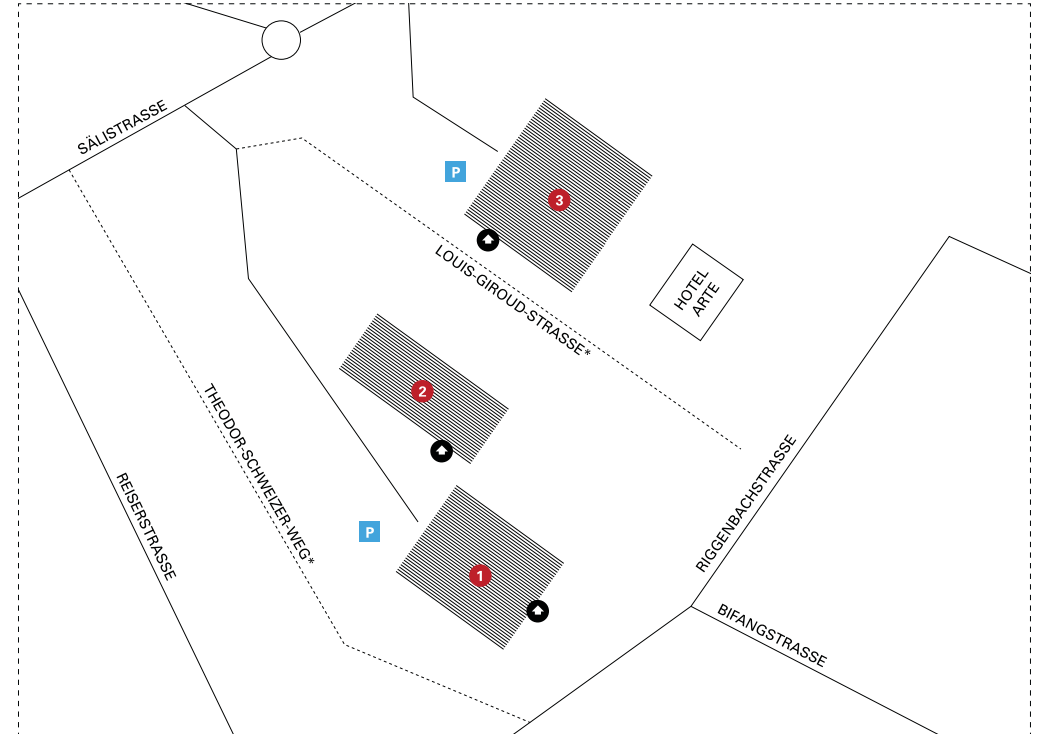 SÄLISTRASSE
P
3
LOUIS-GIROUD-STRASSE*
HOTEL
ARTE
2
THEODOR-SCHWEIZER-WEG*
RIGGENBACHSTRASSE
REISERSTRASSE
P
1
BIFANGSTRASSE